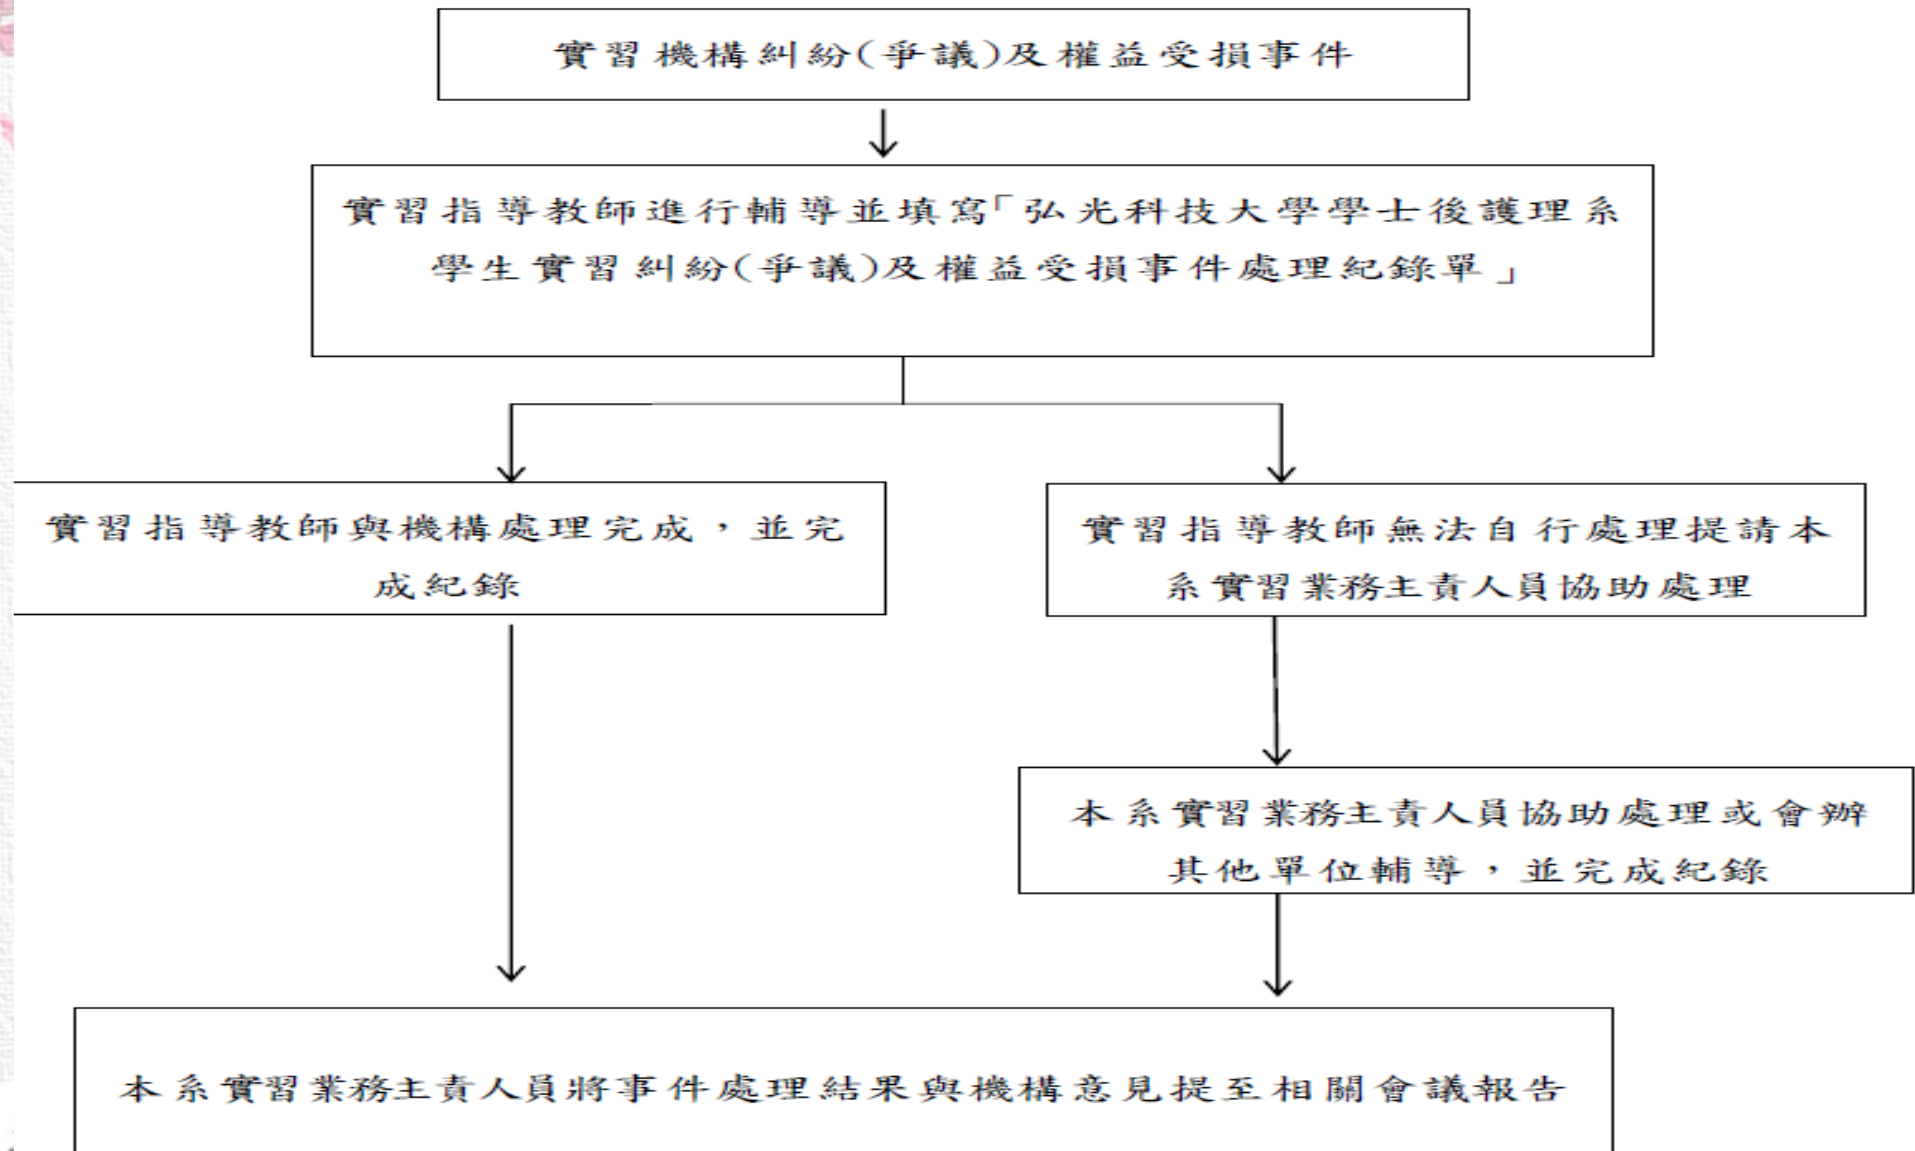 實習機構糾紛(爭議)及權益受損事件
實習指導教師進行輔導並填寫「弘光科技大學學士後護理系
學生實習糾紛(爭議)及權益受損事件處理紀錄單」
實習指導教師與機構處理完成，並完
成紀錄
實習指導教師無法自行處理提請本
系實習業務主責人員協助處理
本系實習業務主責人員協助處理或會辦
其他單位輔導，並完成紀錄
本系實習業務主責人員將事件處理結果與機構意見提至相關會議報告